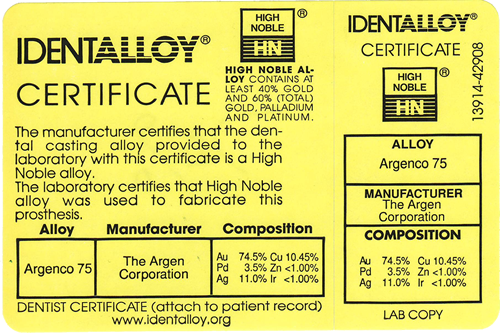 IDENTALLOY®
CERTIFICATE
HIGH
NOBLE
HN
®
HIGH NOBLE AL-
LOY CONTAINS AT
LEAST 40% GOLD
AND 60% (TOTAL)
GOLD, PALLADIUM
AND PLATINUM.
The manufacturer certifies that the den-
tal casting alloy provided to the
laboratory with this certificate is a High
Noble alloy.
The laboratory certifies that High Noble
alloy was used to fabricate this
prosthesis.
Alloy Manufacturer Composition
Argenco 75
The Argen
Corporation
Au 74.5% Cu 10.45%
Pd 3.5% Zn <1.00%
Ag 11.0% Ir <1.00%
DENTIST CERTIFICATE (attach to patient record)
www.identalloy.org
IDENTALLOY®
CERTIFICATE
HIGH
NOBLE
HN
®
13914-42908
ALLOY
Argenco 75
MANUFACTURER
The Argen
Corporation
COMPOSITION
Au 74.5% Cu 10.45%
Pd 3.5% Zn <1.00%
Ag 11.0% Ir <1.00%
LAB COPY